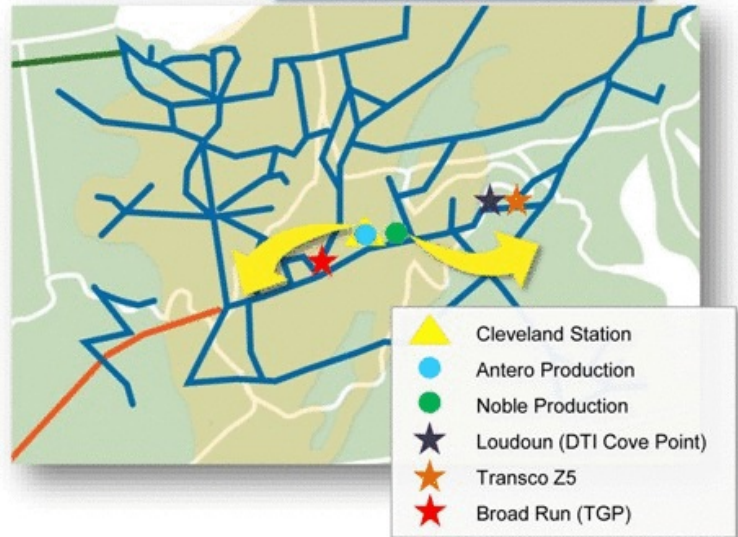 Cleveland Station
Antero Production
Noble Production
Loudoun (DTI Cove Point)
Transco Z5
Broad Run (TGP)